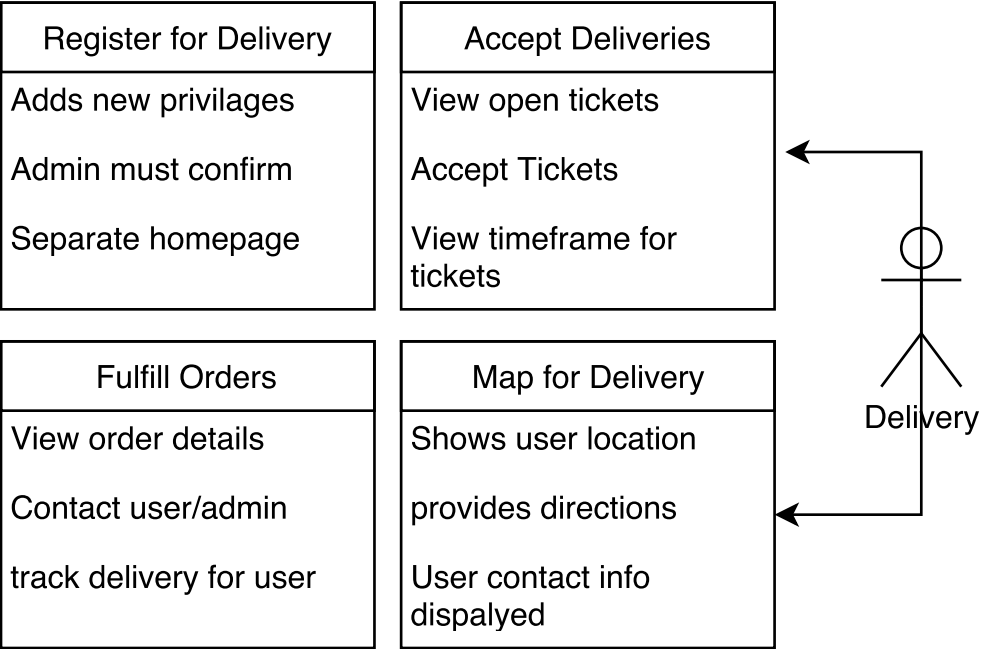 Register for Delivery
Adds new privilages
Admin must confirm
Separate homepage
Accept Deliveries
View open tickets
Accept Tickets
View timeframe for
tickets
Fulfill Orders
View order details
Contact user/admin
track delivery for user
Map for Delivery
Shows user location
provides directions
User contact info
dispalyed
Delivery